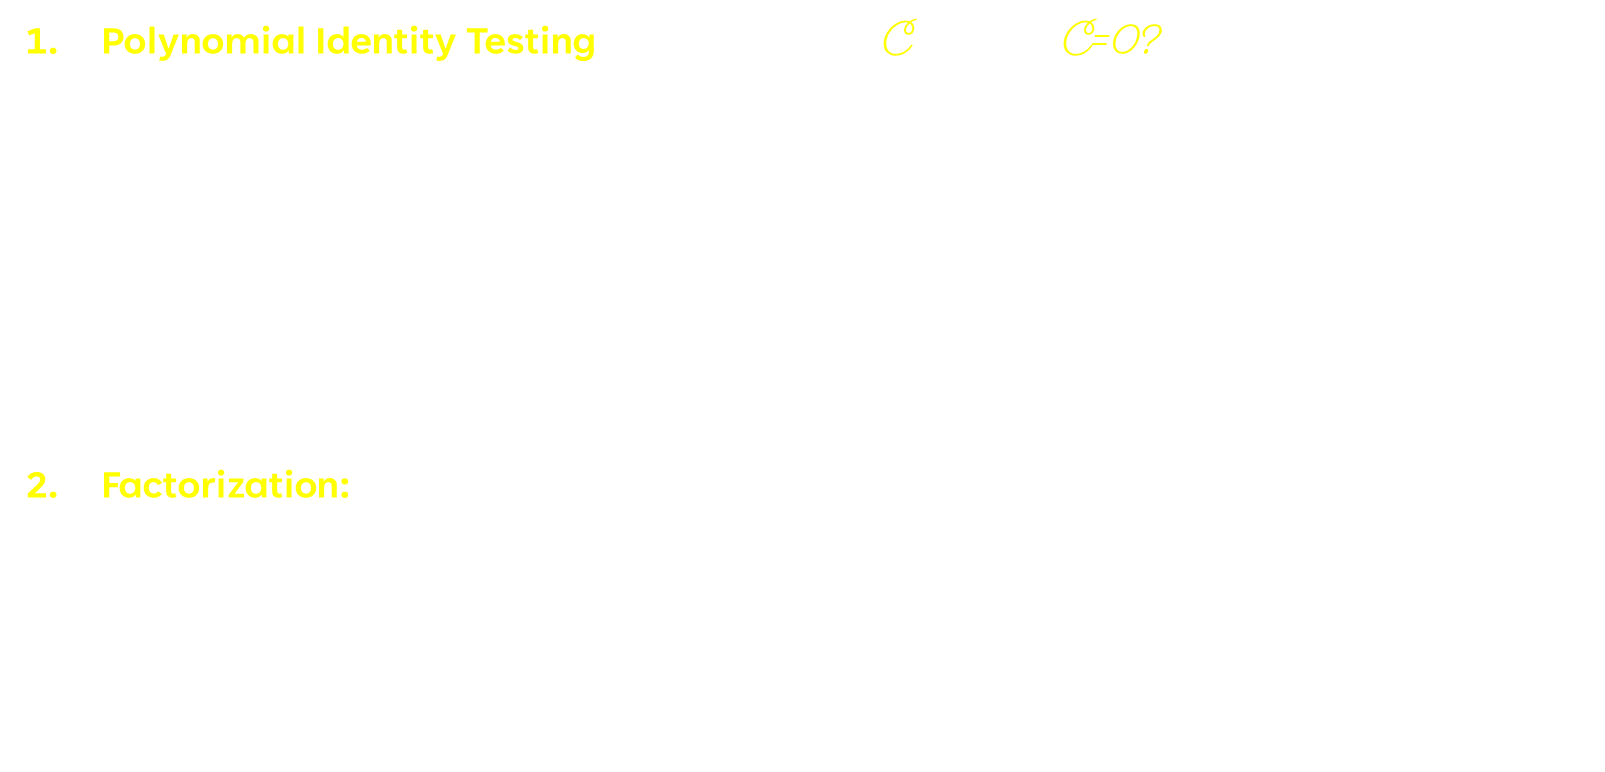 1. Polynomial Identity Testing C C=0?
2. Factorization: